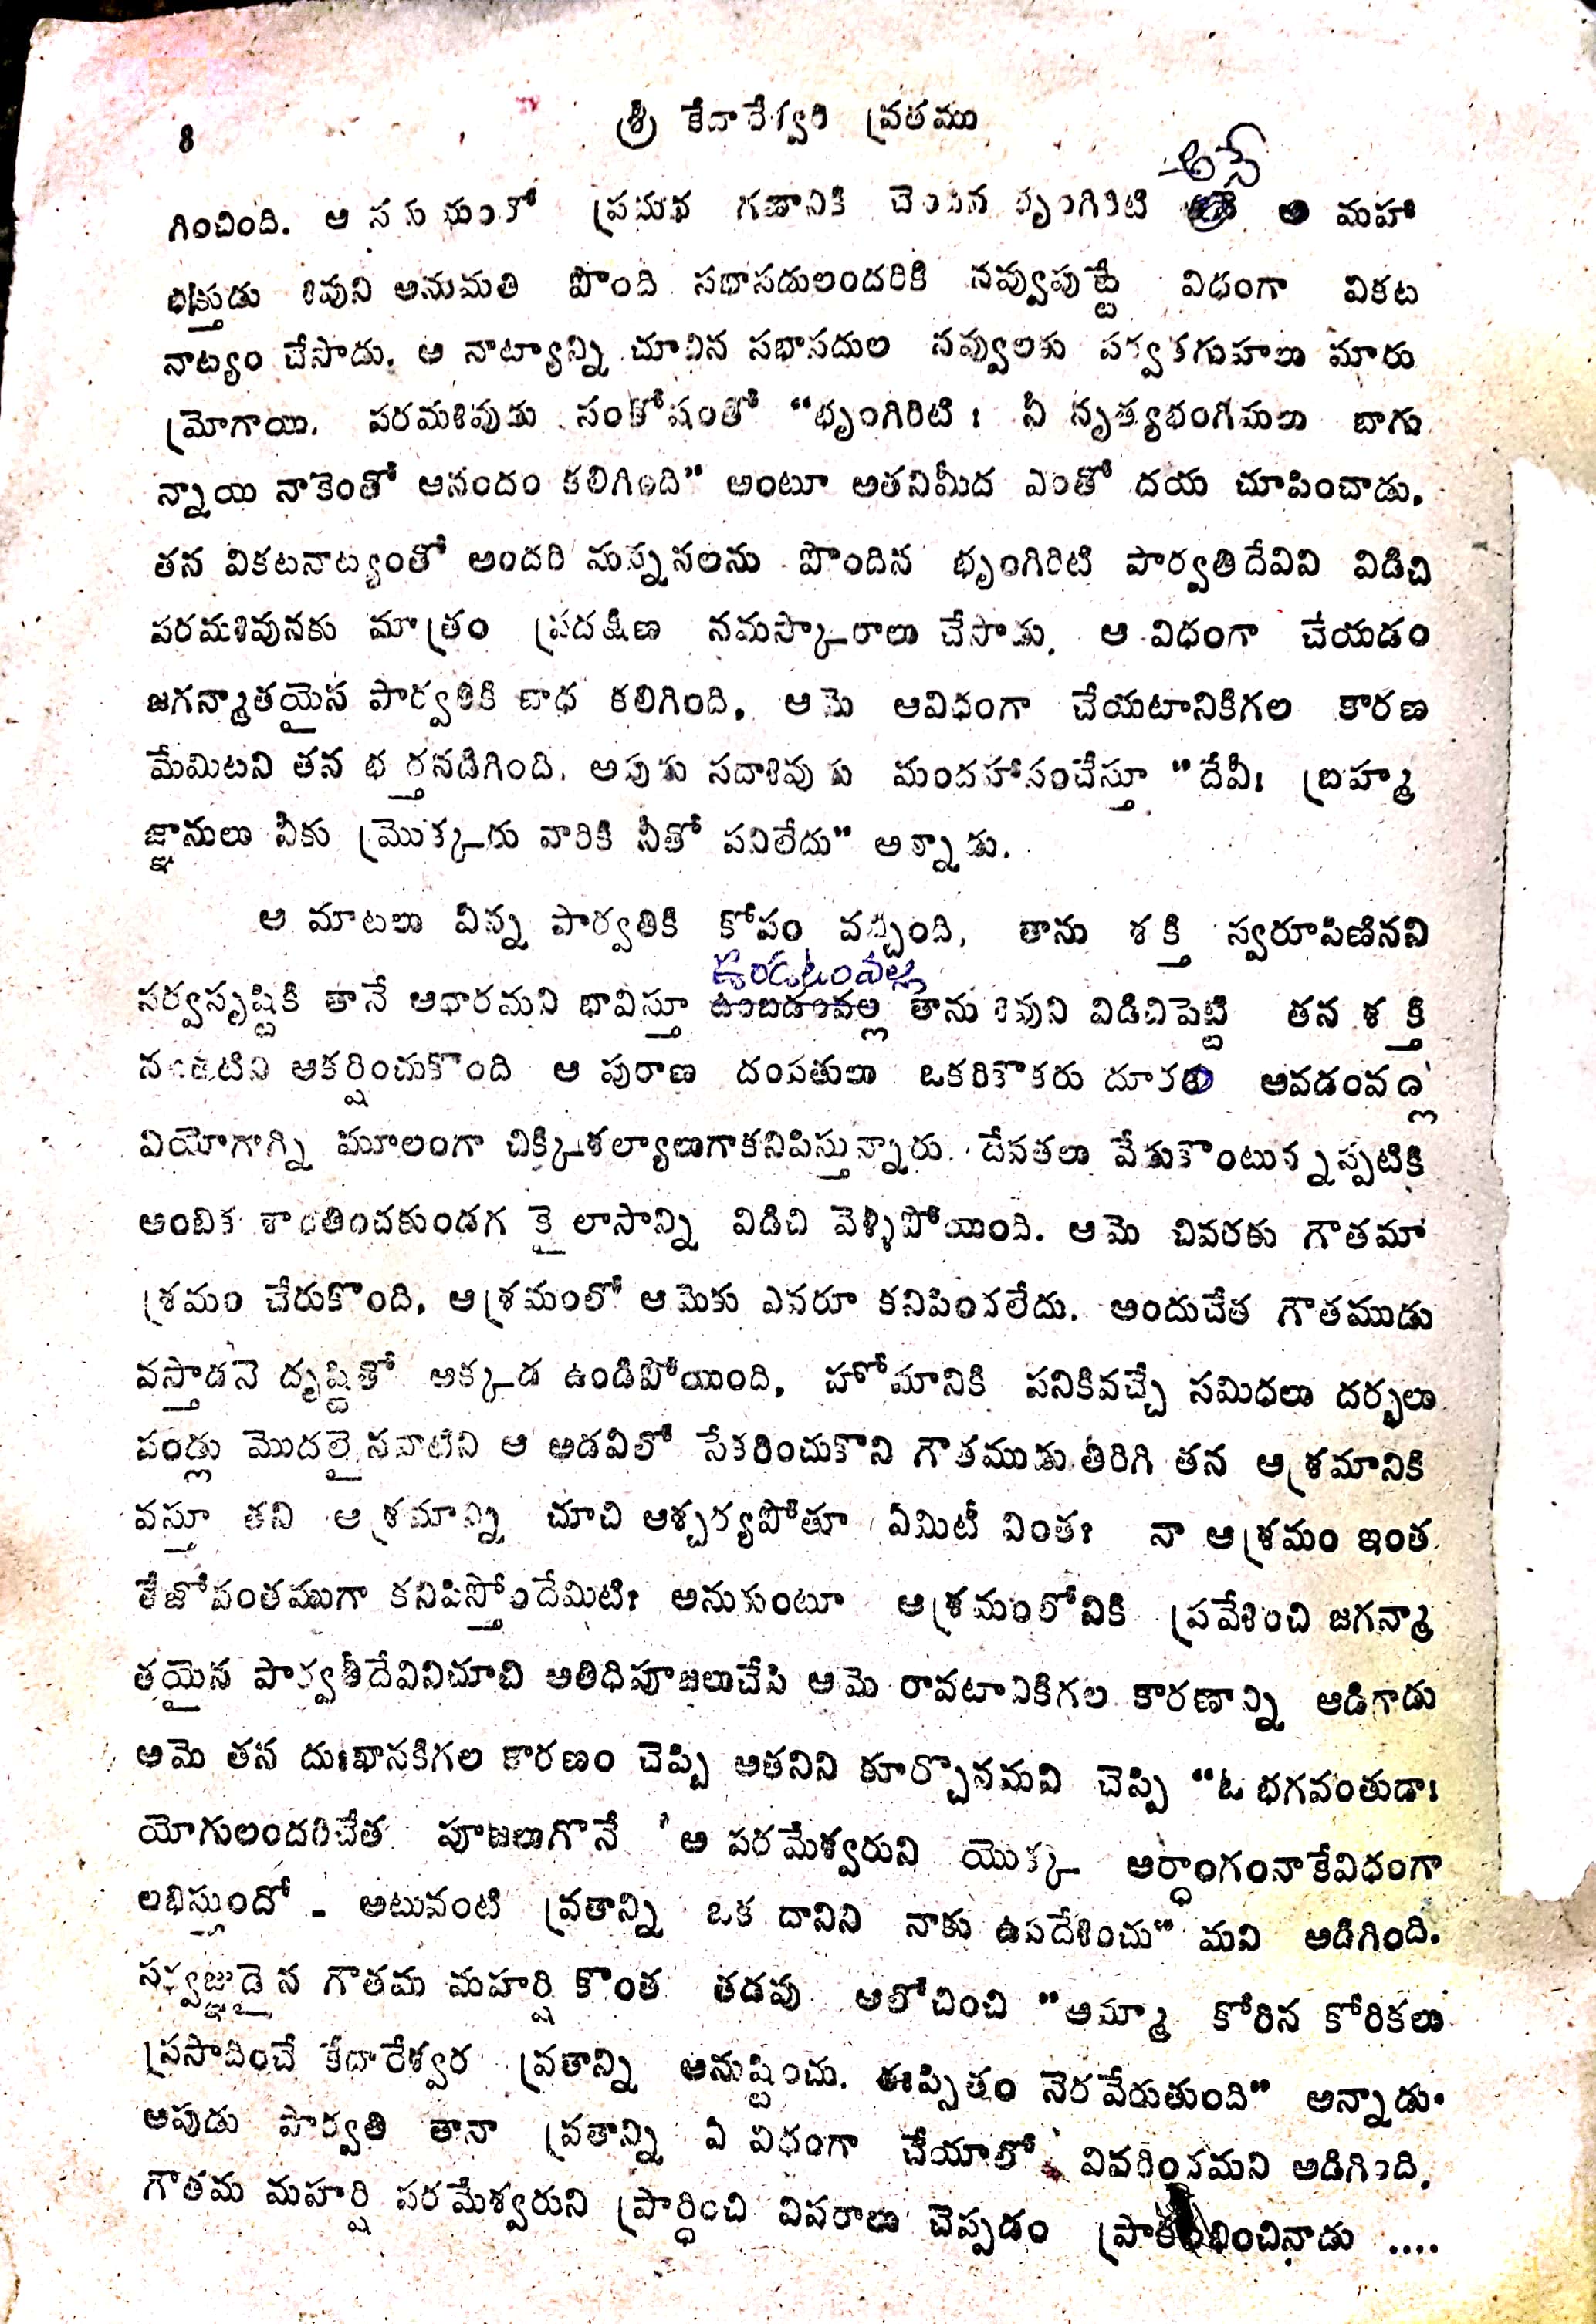 8
శ్రీ కేదారేశ్వర వ్రతము
అనే
గించింది. ఆ సమయంలో ప్రమథ గణానికి చెందిన భృంగిరిటి ఆ మహా
భక్తుడు శివుని అనుమతి పొంది సభాసదులందరికి నవ్వుపుట్టే విధంగా వికట
నాట్యం చేసాడు. ఆ నాట్యాన్ని చూచిన సభాసదుల నవ్వులకు పర్వతగుహలు మారు
మ్రోగాయి. పరమశివుడు సంతోషంతో "భృంగిరిటి! నీ నృత్యభంగిమలు బాగు
న్నాయి నాకెంతో ఆనందం కలిగింది" అంటూ అతనిమీద ఎంతో దయ చూపించాడు.
తన వికటనాట్యంతో అందరి మన్ననలను పొందిన భృంగిరిటి పార్వతిదేవిని విడిచి
పరమశివునకు మాత్రం ప్రదక్షిణ నమస్కారాలు చేసాడు. ఆ విధంగా చేయడం
జగన్మాతయైన పార్వతికి బాధ కలిగింది. ఆమె ఆవిధంగా చేయటానికిగల కారణ
మేమిటని తన భర్తనడిగింది. అపుడు సదాశివుడు మందహాసంచేస్తూ "దేవీ! బ్రహ్మ
జ్ఞానులు నీకు మ్రొక్కరు వారికి నీతో పనిలేదు" అన్నాడు.
ఆ మాటలు విన్న పార్వతికి కోపం వచ్చింది, తాను శక్తి స్వరూపిణినని
ఉండటంవల్ల
సర్వసృష్టికి తానే ఆధారమని భావిస్తూ ఉంబడంవల్ల తాను శివుని విడిచిపెట్టి తన శక్తి
నంతటిని ఆకర్షించుకొంది ఆ పురాణ దంపతులు ఒకరికొకరు దూరం అవడంవల్ల
వియోగాగ్ని మూలంగా చిక్కిశల్యాలుగాకనిపిస్తున్నారు. దేవతలు వేడుకొంటున్నప్పటికి
అంబిక శాంతించకుండగ కైలాసాన్ని విడిచి వెళ్ళిపోయింది. ఆమె చివరకు గౌతమా
శ్రమం చేరుకొంది, ఆశ్రమంలో ఆమెకు ఎవరూ కనిపించలేదు. అందుచేత గౌతముడు
వస్తాడనె దృష్టితో అక్కడ ఉండిపోయింది, హోమానికి పనికివచ్చే సమిధలు దర్భలు
పండ్లు మొదలైనవాటిని ఆ అడవిలో సేకరించుకొని గౌతముడు తిరిగి తన ఆశ్రమానికి
వస్తూ తన ఆశ్రమాన్ని చూచి ఆశ్చర్యపోతూ ఏమిటీ వింత? నా ఆశ్రమం ఇంత
తేజోవంతముగా కనిపిస్తోందేమిటి? అనుకుంటూ ఆశ్రమంలోనికి ప్రవేశించి జగన్మా
తయైన పార్వతీదేవినిచూచి అతిధిపూజలుచేసి ఆమె రావటానికిగల కారణాన్ని ఆడిగాడు
ఆమె తన దుఃఖానకిగల కారణం చెప్పి అతనిని కూర్చొనమని చెప్పి "ఓ భగవంతుడా!
యోగులందరిచేత పూజలుగొనే ఆ పరమేశ్వరుని యొక్క అర్ధాంగంనాకేవిధంగా
లభిస్తుందో - అటువంటి వ్రతాన్ని ఒక దానిని నాకు ఉపదేశించు" మని అడిగింది.
సర్వజ్ఞుడైన గౌతమ మహర్షి కొంత తడవు ఆలోచించి "అమ్మా కోరిన కోరికలు
ప్రసాదించే కేదారేశ్వర వ్రతాన్ని అనుష్టించు. ఈప్సితం నెరవేరుతుంది" అన్నాడు.
అపుడు పార్వతి తానా వ్రతాన్ని ఏ విధంగా చేయాలో వివరించమని అడిగింది.
గౌతమ మహర్షి పరమేశ్వరుని ప్రార్ధించి వివరాలు చెప్పడం ప్రారంభించినాడు ....